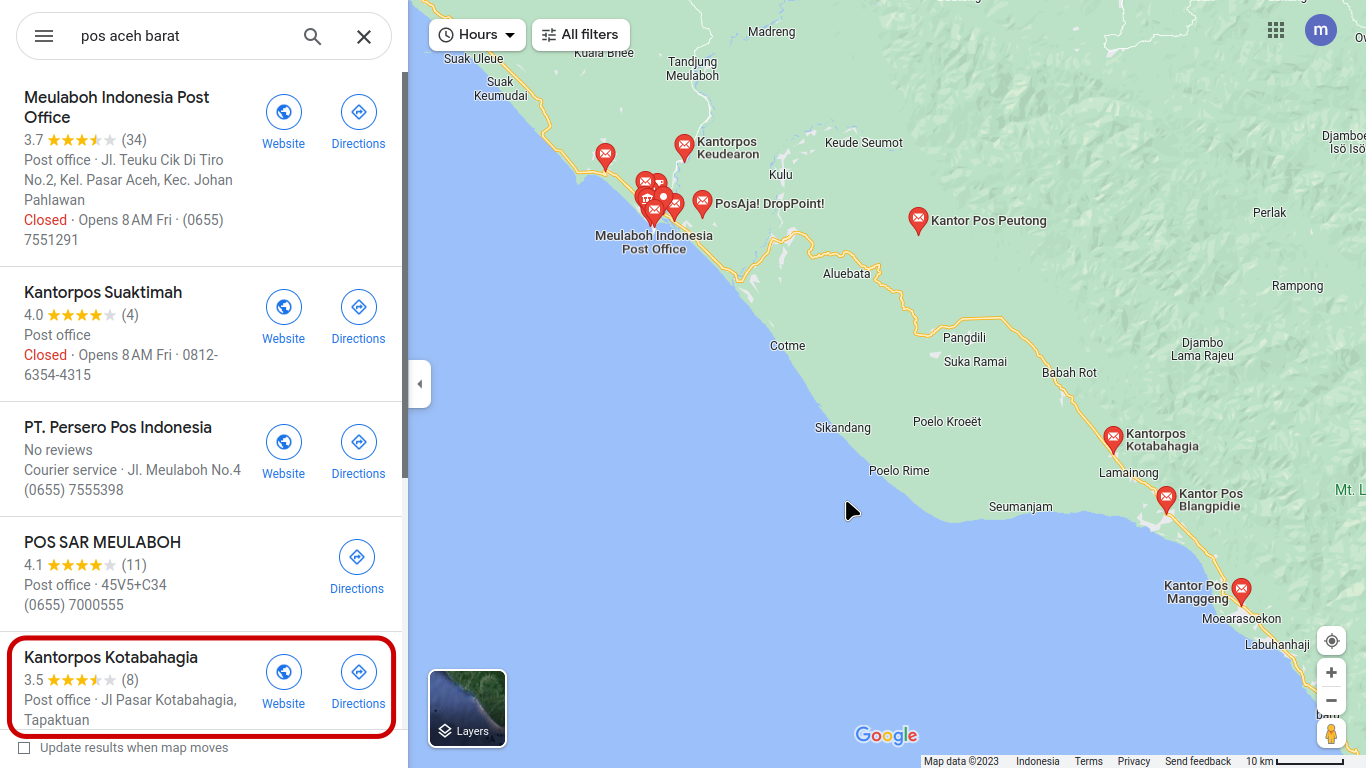 pos aceh barat
Meulaboh Indonesia Post
Office
3.7 (34)
Post office · Jl. Teuku Cik Di Tiro
No.2, Kel. Pasar Aceh, Kec. Johan
Pahlawan
Closed · Opens 8 AM Fri · (0655)
7551291
Website
Directions
Kantorpos Suaktimah
4.0 (4)
Post office
Closed · Opens 8 AM Fri · 0812-
6354-4315
Website
Directions
PT. Persero Pos Indonesia
No reviews
Courier service · Jl. Meulaboh No.4
(0655) 7555398
Website
Directions
POS SAR MEULABOH
4.1 (11)
Post office · 45V5+C34
(0655) 7000555
Directions
Kantorpos Kotabahagia
3.5 (8)
Post office · Jl Pasar Kotabahagia,
Tapaktuan
Website
Directions
Update results when map moves
Hours
All filters
m
Madreng
Kuala Bhee
Suak Uleue
Tandjung
Meulaboh
Suak
Keumudai
Kantorpos
Keudearon
Keude Seumot
Djamboe
Isö Isö
Kulu
PosAja! DropPoint!
Kantor Pos Peutong
Perlak
Meulaboh Indonesia
Post Office
Aluebata
Rampong
Pangdili
Cotme
Suka Ramai
Djambo
Lama Rajeu
Babah Rot
Poelo Kroeët
Sikandang
Kantorpos
Kotabahagia
Poelo Rime
Lamainong
Mt. L
Kantor Pos
Blangpidie
Seumanjam
Kantor Pos
Manggeng
Moearasoekon
Labuhanhaji
Layers
Google
Map data ©2023
Indonesia
Terms
Privacy
Send feedback
10 km